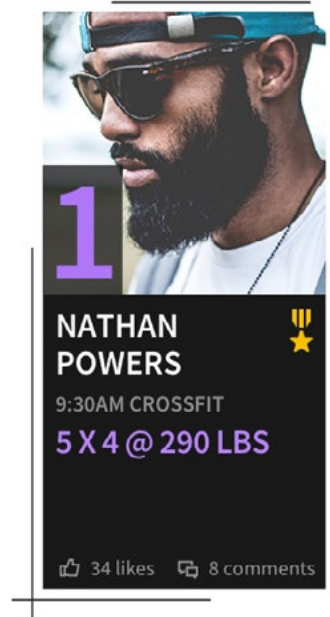 1
NATHAN
POWERS
9:30AM CROSSFIT
5 X 4 @ 290 LBS
34 likes 8 comments